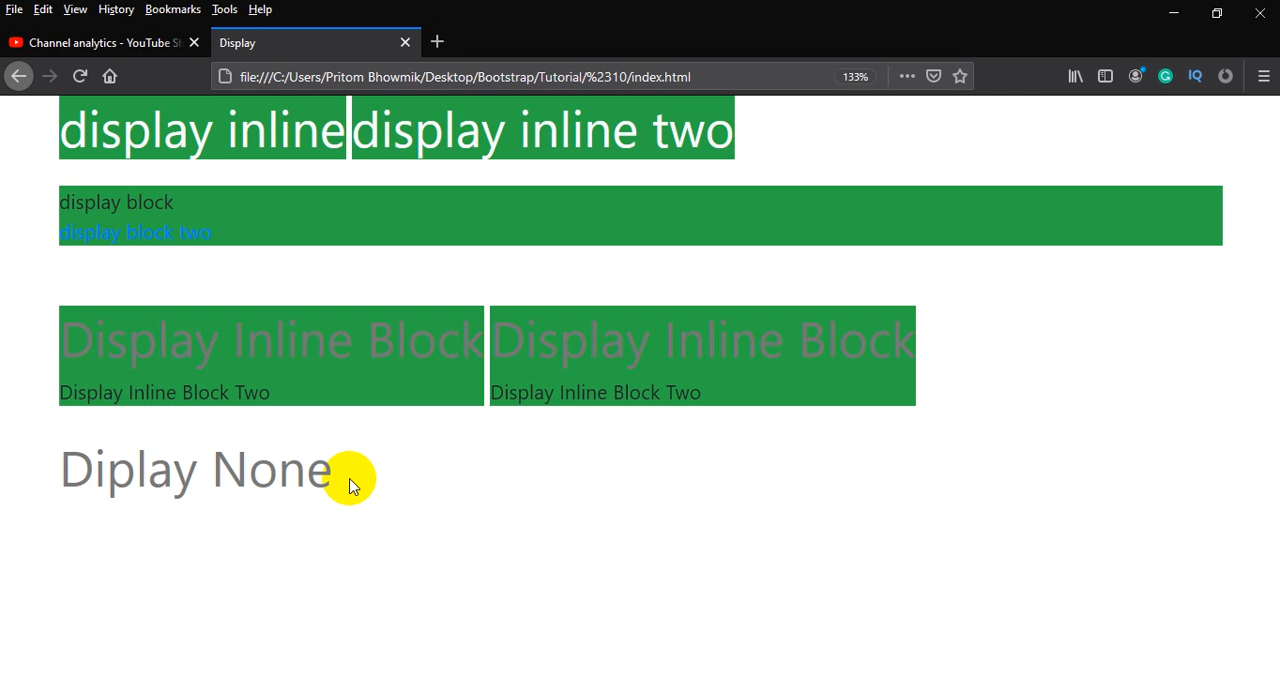 File Edit View History Bookmarks Tools Help
Channel analytics - YouTube St
Display
file:///C:/Users/Pritom Bhowmik/Desktop/Bootstrap/Tutorial/%2310/index.html
133%
IQ
display inline display inline two
display block
display block two
Display Inline Block Display Inline Block
Display Inline Block Two Display Inline Block Two
Diplay None